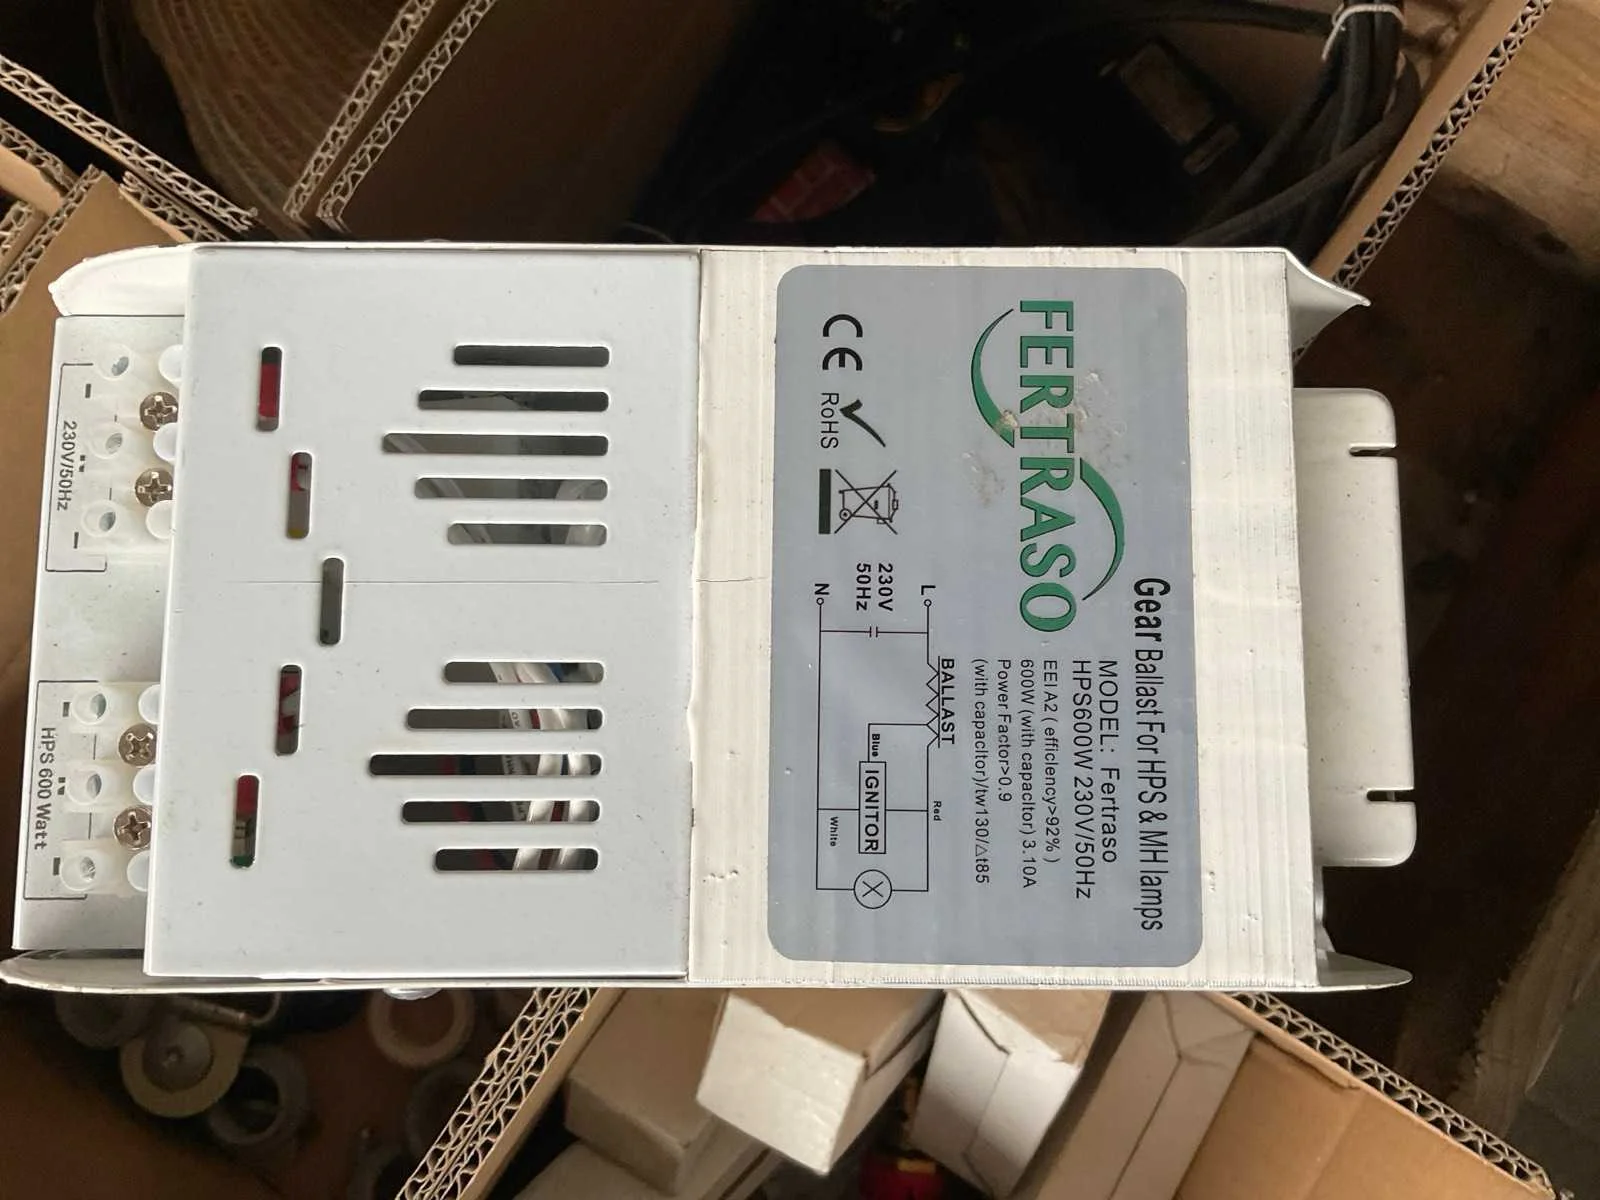 Gear Ballast For HPS & MH lamps
FERTRASO
MODEL: Fertraso
HPS600W 230V/50Hz
EEI A2 ( efficiency>92% )
600W (with capacitor) 3.10A
Power Factor>0.9
(with capacitor)/tw130/△t85
CE
RoHS
L
BALLAST
Red
230V
50Hz
Blue
IGNITOR
N
White
230V/50Hz
HPS 600 Watt